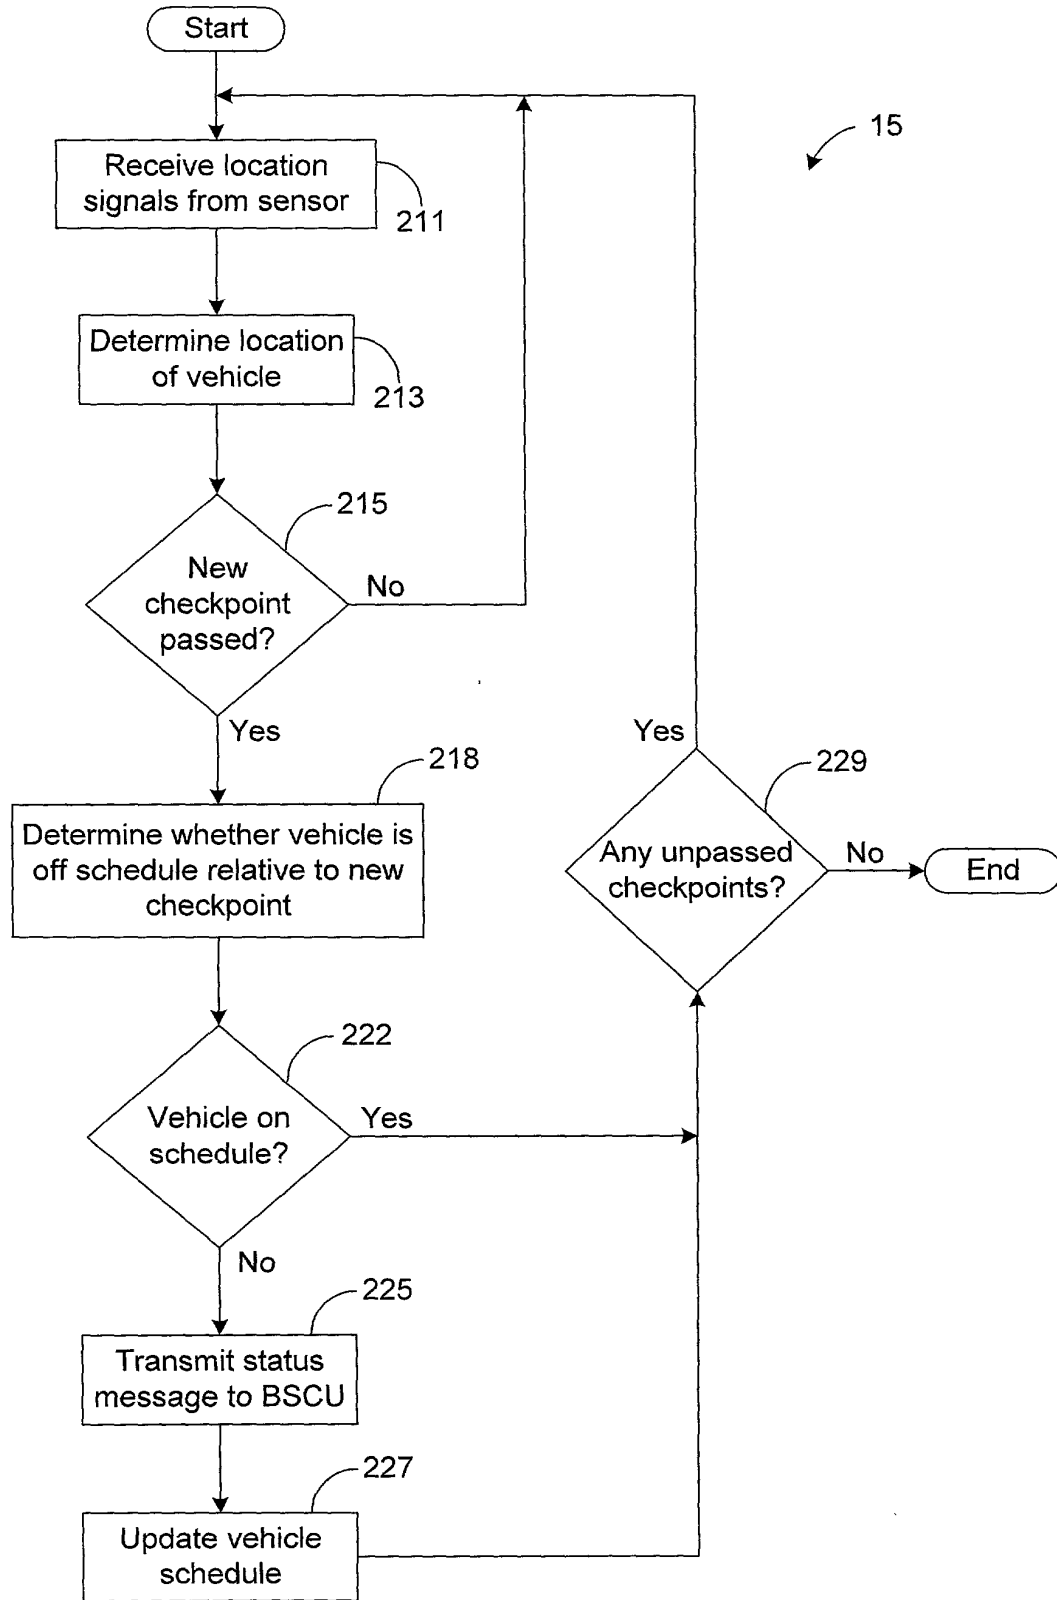 Start
15
Receive location
signals from sensor
211
Determine location
of vehicle
213
215
New
checkpoint
passed?
No
Yes
218
Determine whether vehicle is
off schedule relative to new
checkpoint
Yes
229
Any unpassed
checkpoints?
No
End
222
Vehicle on
schedule?
Yes
No
225
Transmit status
message to BSCU
227
Update vehicle
schedule